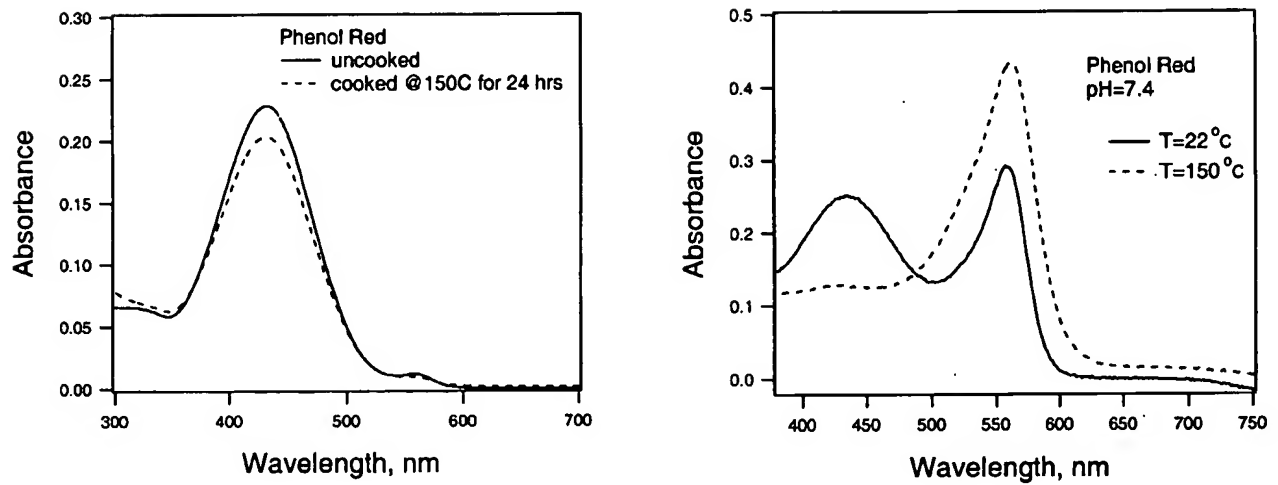 0.30
0.25
0.20
0.15
0.10
0.05
0.00
Absorbance
Phenol Red
uncooked
cooked @150C for 24 hrs
300 400 500 600 700
Wavelength, nm
0.5
0.4
0.3
0.2
0.1
0.0
Absorbance
Phenol Red
pH=7.4
T=22 °C
T=150 °C
400 450 500 550 600 650 700 750
Wavelength, nm